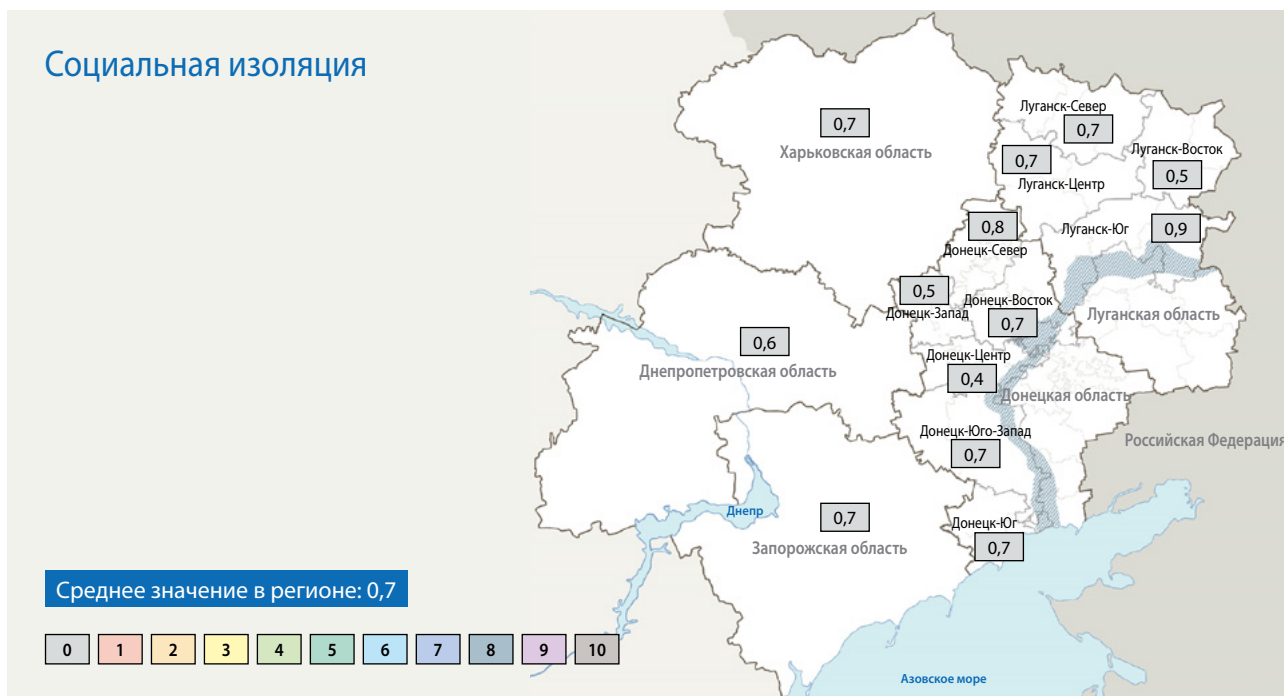 Социальная изоляция
0,7
Харьковская область
Луганск-Север
0,7
Луганск-Восток
0,7
0,5
Луганск-Центр
0,8
Луганск-Юг
0,9
Донецк-Север
0,5
Донецк-Восток
Донецк-Запад
0,7
Луганская область
0,6
Днепропетровская область
Донецк-Центр
0,4
Донецкая область
Донецк-Юго-Запад
Российская Федерация
0,7
Днепр
0,7
Запорожская область
Донецк-Юг
0,7
Среднее значение в регионе: 0,7
0 1 2 3 4 5 6 7 8 9 10
Азовское море